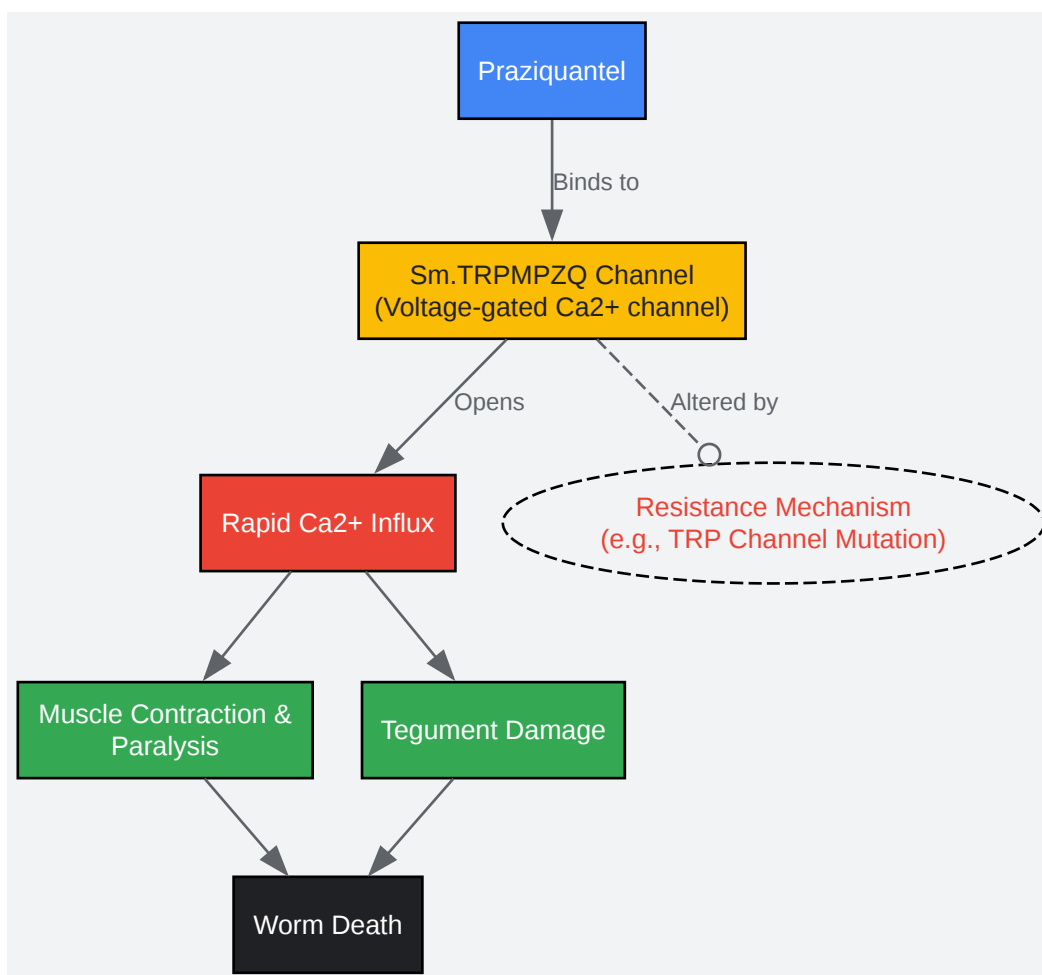 Praziquantel
Binds to
Sm.TRPMPZQ Channel
(Voltage-gated Ca2+ channel)
Opens
Altered by
Rapid Ca2+ Influx
Resistance Mechanism
(e.g., TRP Channel Mutation)
Muscle Contraction &
Paralysis
Tegument Damage
Worm Death